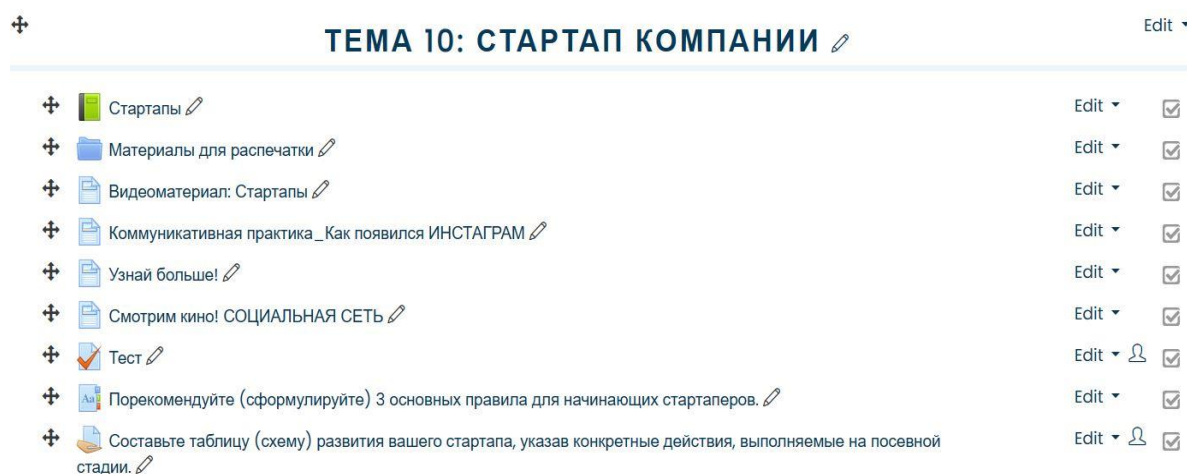 Edit
ТЕМА 10: СТАРТАП КОМПАНИИ
Стартапы Edit
Материалы для распечатки Edit
Видеоматериал: Стартапы Edit
Коммуникативная практика_Как появился ИНСТАГРАМ Edit
Узнай больше! Edit
Смотрим кино! СОЦИАЛЬНАЯ СЕТЬ Edit
Тест Edit
Aa Порекомендуйте (сформулируйте) 3 основных правила для начинающих стартаперов. Edit
Составьте таблицу (схему) развития вашего стартапа, указав конкретные действия, выполняемые на посевной Edit
стадии.